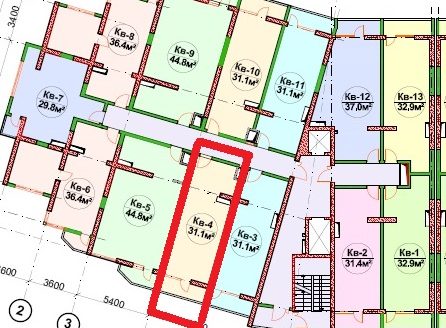 3400
Кв-8
36.4м²
Кв-9
44.8м²
Кв-10
31.1м²
Кв-11
31.1м²
Кв-12
37,0м²
Кв-13
32,9м²
Кв-7
29.8м²
Кв-6
36.4м²
Кв-5
44.8м²
Кв-4
31.1м²
Кв-3
31.1м²
Кв-2
31.4м²
Кв-1
32.9м²
3600
3600
5400
2
3